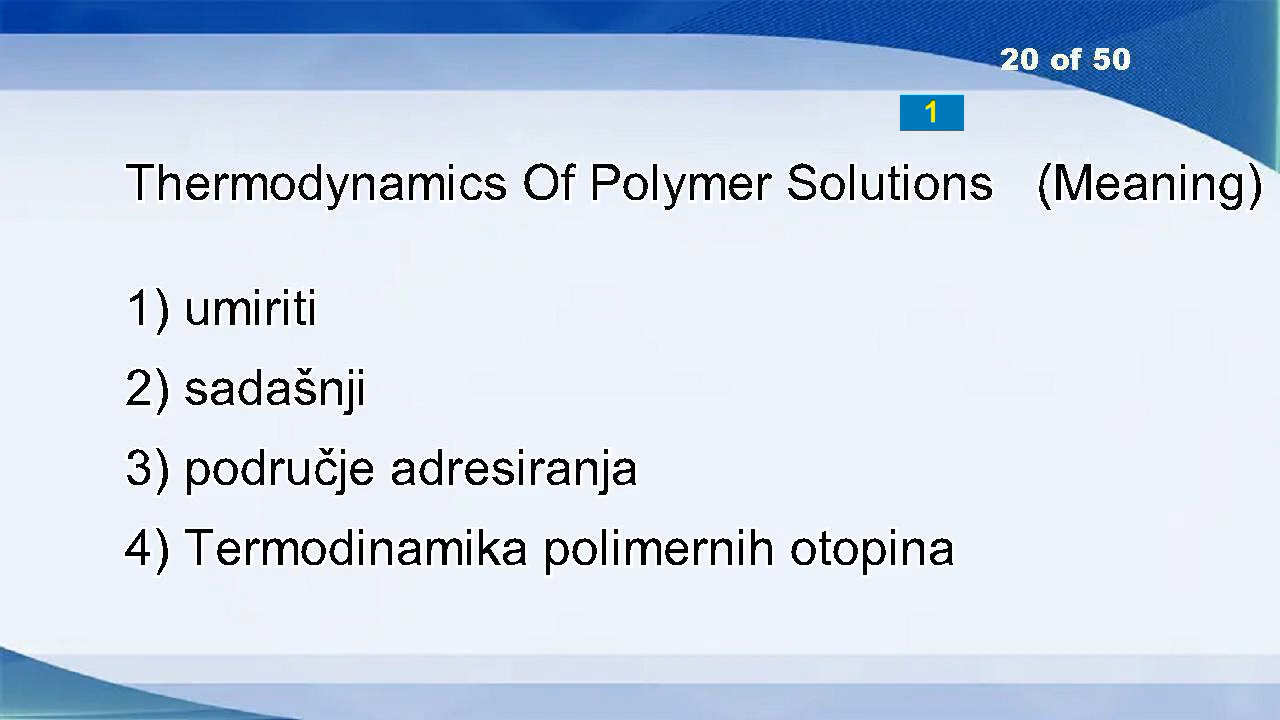 20 of 50
1
Thermodynamics Of Polymer Solutions (Meaning)
1) umiriti
2) sadašnji
3) područje adresiranja
4) Termodinamika polimernih otopina